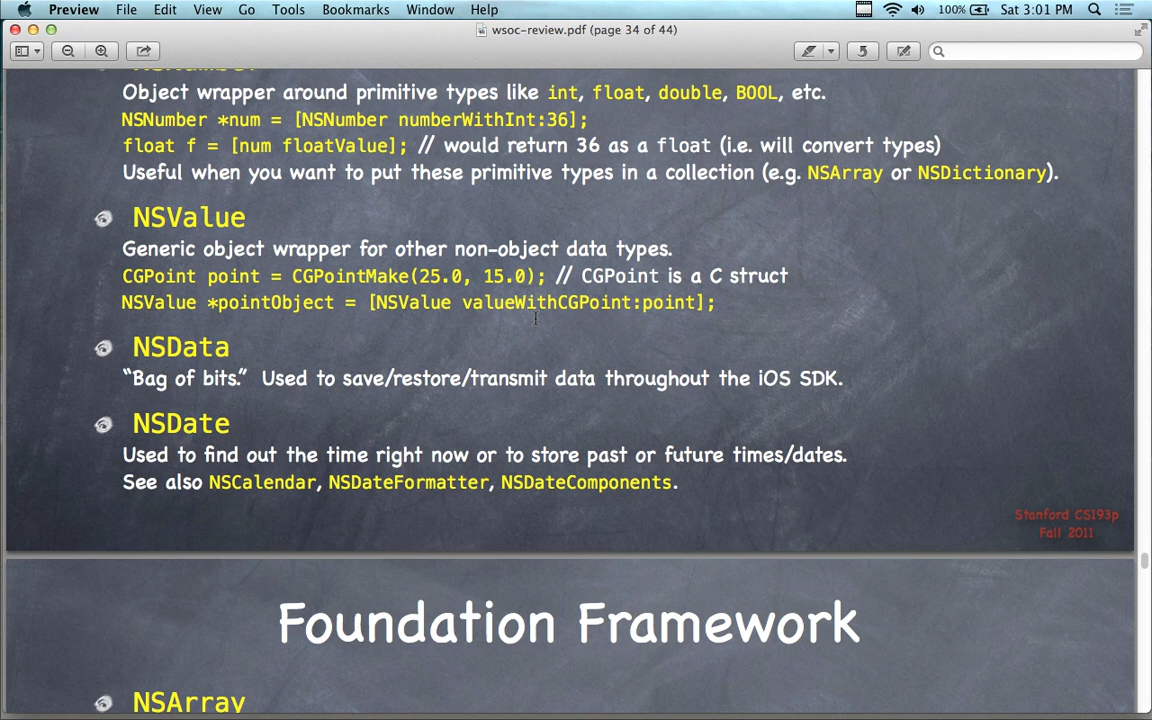 Preview File Edit View Go Tools Bookmarks Window Help 100% Sat 3:01 PM
wsoc-review.pdf (page 34 of 44)
Object wrapper around primitive types like int, float, double, BOOL, etc.
NSNumber *num = [NSNumber numberWithInt:36];
float f = [num floatValue]; // would return 36 as a float (i.e. will convert types)
Useful when you want to put these primitive types in a collection (e.g. NSArray or NSDictionary).
NSValue
Generic object wrapper for other non-object data types.
CGPoint point = CGPointMake(25.0, 15.0); // CGPoint is a C struct
NSValue *pointObject = [NSValue valueWithCGPoint:point];
NSData
“Bag of bits.” Used to save/restore/transmit data throughout the iOS SDK.
NSDate
Used to find out the time right now or to store past or future times/dates.
See also NSCalendar, NSDateFormatter, NSDateComponents.
Stanford CS193p
Fall 2011
Foundation Framework
NSArray